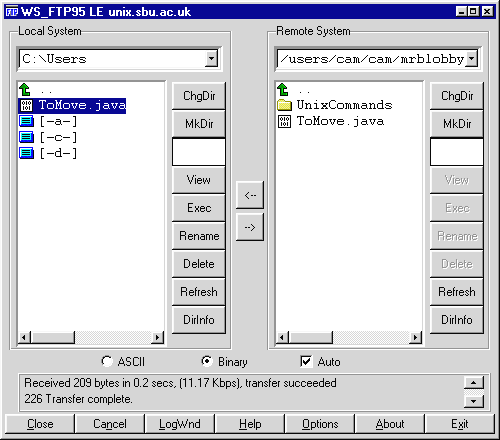 WS_FTP95 LE unix.sbu.ac.uk
Local System
C:\Users
..
ToMove.java
[-a-]
[-c-]
[-d-]
ChgDir
MkDir
View
Exec
Rename
Delete
Refresh
DirInfo
<--
-->
Remote System
/users/cam/cam/mrblobby
..
UnixCommands
ToMove.java
ChgDir
MkDir
View
Exec
Rename
Delete
Refresh
DirInfo
ASCII Binary Auto
Received 209 bytes in 0.2 secs, (11.17 Kbps), transfer succeeded
226 Transfer complete.
Close Cancel LogWnd Help Options About Exit